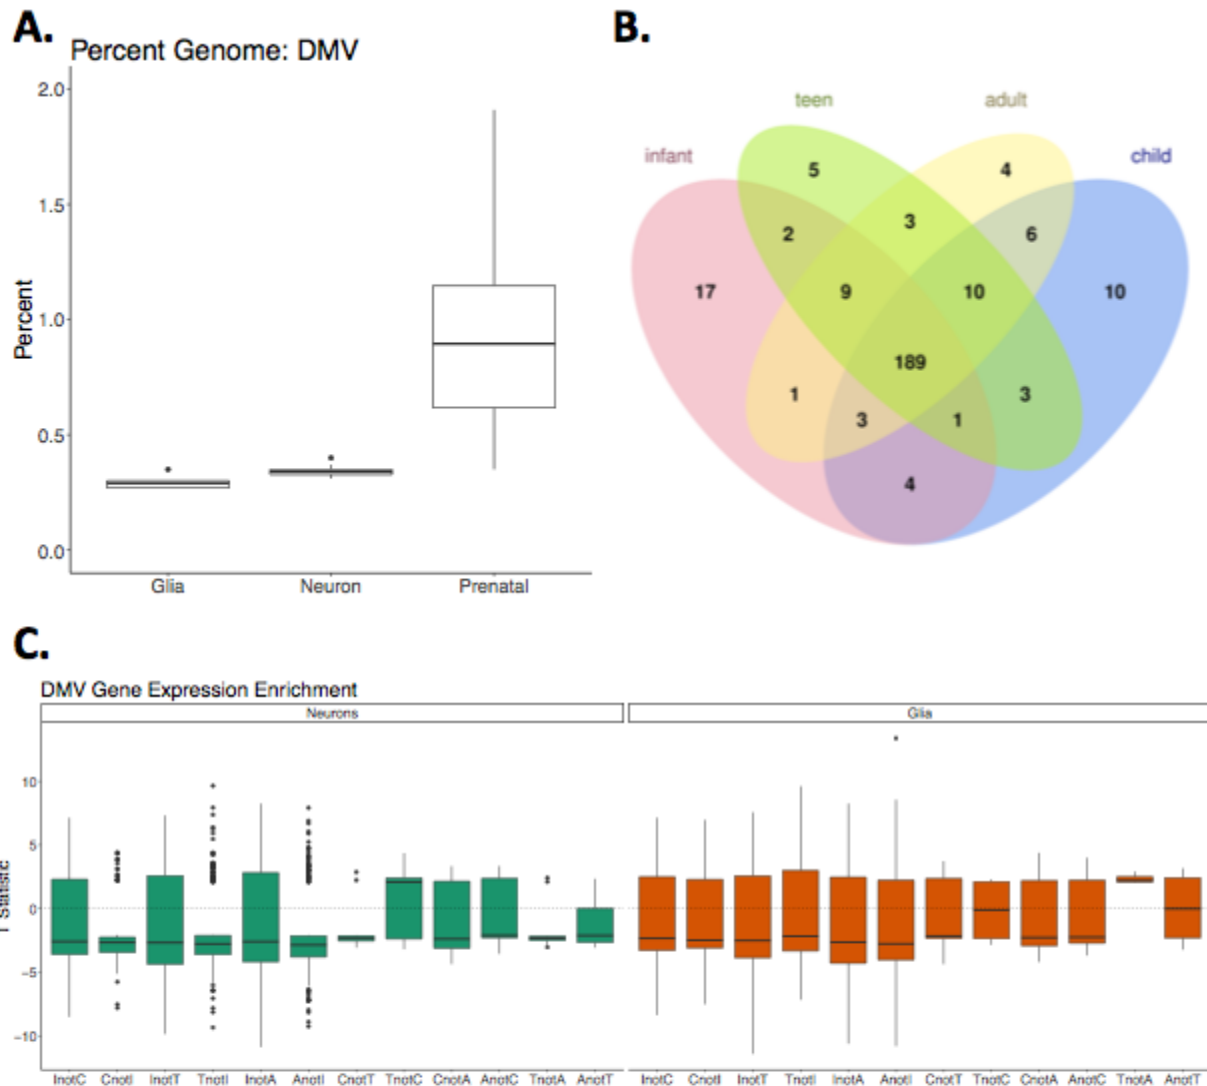 A.
Percent Genome: DMV
2.0
1.5
1.0
0.5
0.0
Percent
Glia Neuron Prenatal
B.
teen adult
infant child
5 4
2 3 6
17 9 10 10
189
1 3 1 3
4
C.
DMV Gene Expression Enrichment
Neurons Glia
10
5
0
−5
−10
Statistic
InotC CnotI InotT TnotI InotA AnotI CnotT TnotC CnotA AnotC TnotA AnotT InotC CnotI InotT TnotI InotA AnotI CnotT TnotC CnotA AnotC TnotA AnotT